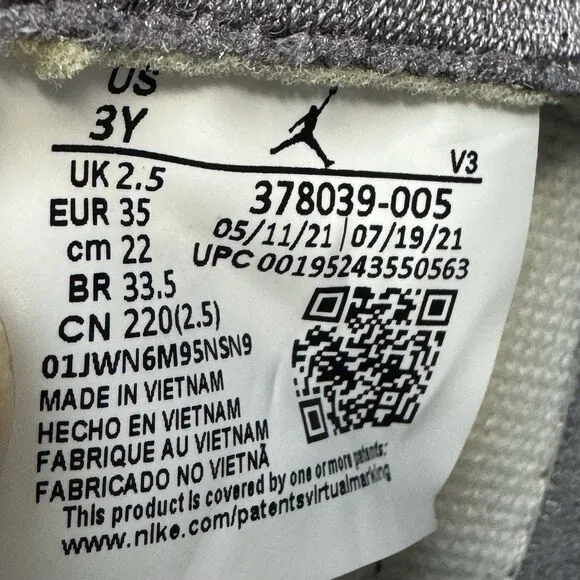 US
3Y
V3
UK 2.5
378039-005
EUR 35
05/11/21 | 07/19/21
cm 22
UPC 00195243550563
BR 33.5
CN 220(2.5)
01JWN6M95NSN9
MADE IN VIETNAM
HECHO EN VIETNAM
FABRIQUE AU VIETNAM
FABRICADO NO VIETNÃ
This product is covered by one or more patents:
www.nike.com/patentsvirtualmarking